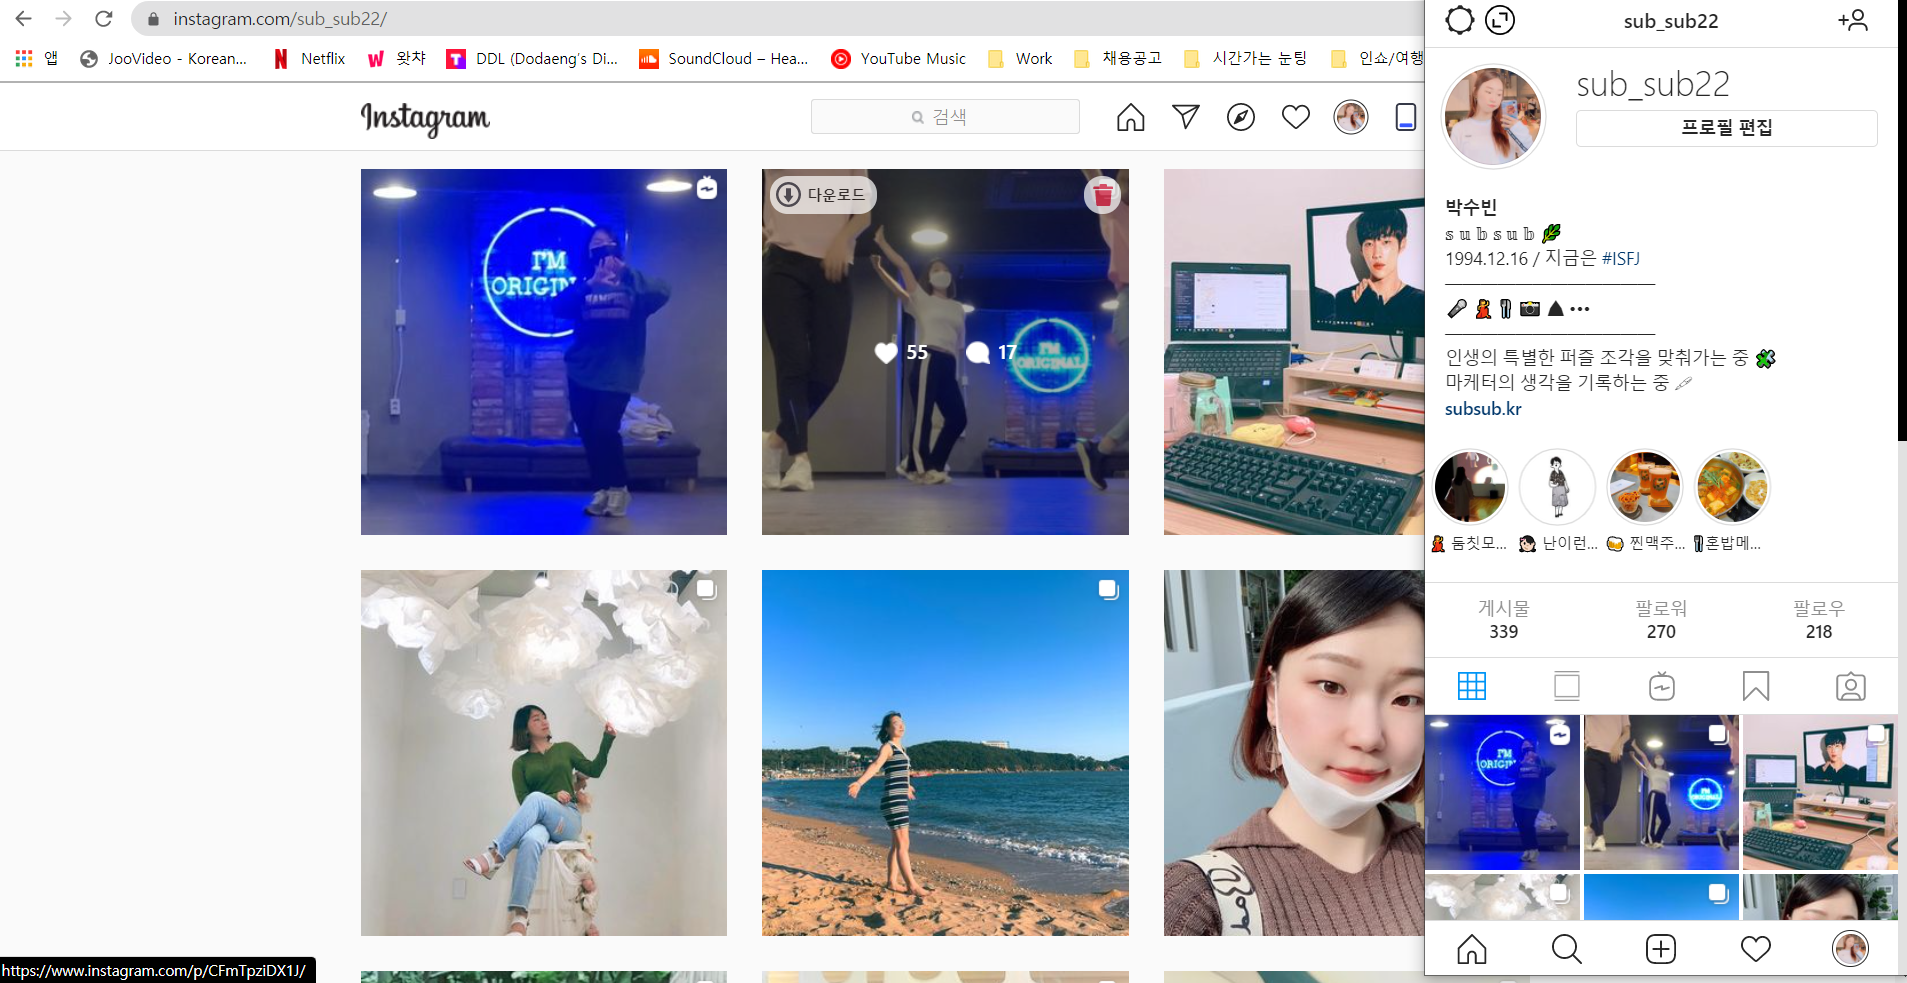 instagram.com/sub_sub22/
앱
JooVideo - Korean...
Netflix
왓챠
DDL (Dodaeng's Di...
SoundCloud – Hea...
YouTube Music
Work
채용공고
시간가는 눈팅
인쇼/여행
Instagram
검색
다운로드
I'M
ORIGIN
55
17
I'M
ORIGINAL
https://www.instagram.com/p/CFmTpziDX1J/
sub_sub22
sub_sub22
프로필 편집
박수빈
𝕤 𝕦 𝕓 𝕤 𝕦 𝕓
1994.12.16 / 지금은 #ISFJ
인생의 특별한 퍼즐 조각을 맞춰가는 중
마케터의 생각을 기록하는 중
subsub.kr
둠칫모...
난이런...
찐맥주...
혼밥메...
게시물
팔로워
팔로우
339
270
218
I'M
ORIGIN
I'M
ORIGINAL